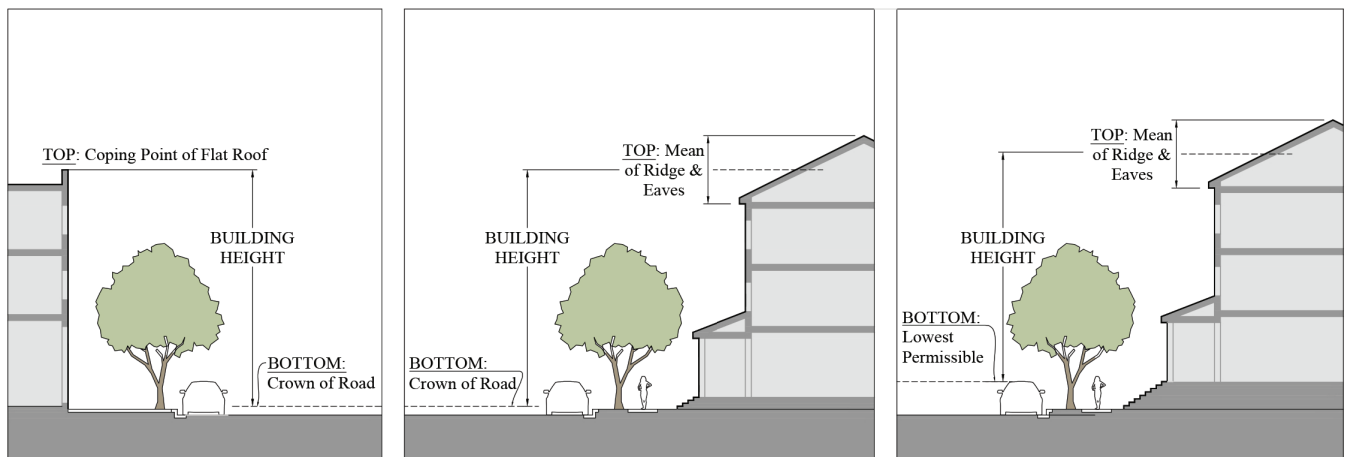 TOP: Coping Point of Flat Roof
BUILDING
HEIGHT
BOTTOM:
Crown of Road
TOP: Mean
of Ridge &
Eaves
BUILDING
HEIGHT
BOTTOM:
Crown of Road
TOP: Mean
of Ridge &
Eaves
BUILDING
HEIGHT
BOTTOM:
Lowest
Permissible